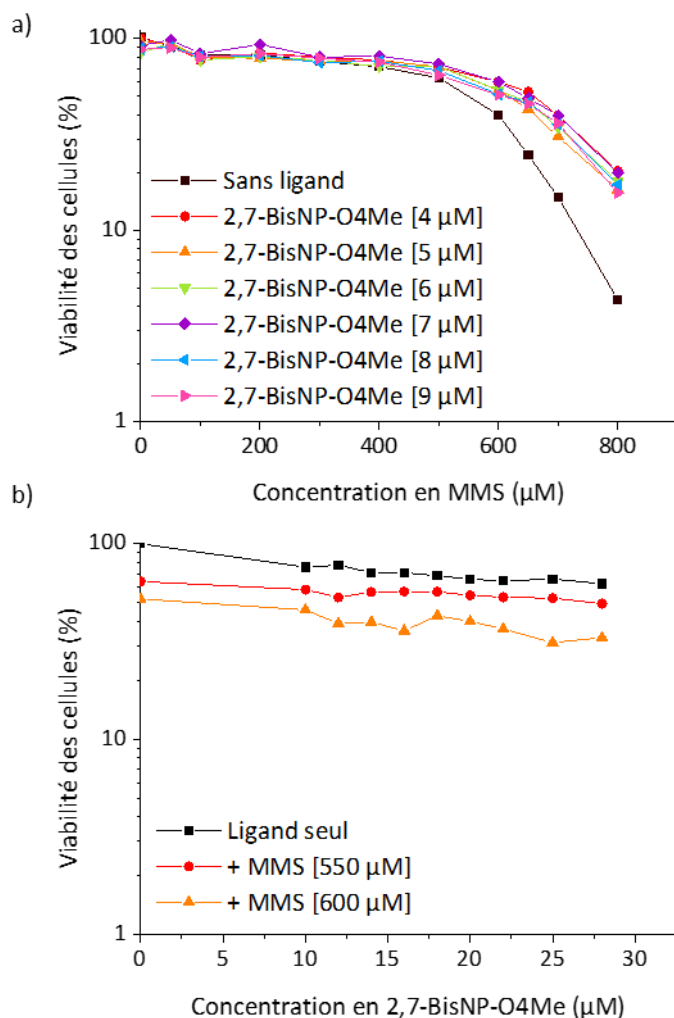 a)
100
10
1
Viabilité des cellules (%)
Sans ligand
2,7-BisNP-O4Me [4 µM]
2,7-BisNP-O4Me [5 µM]
2,7-BisNP-O4Me [6 µM]
2,7-BisNP-O4Me [7 µM]
2,7-BisNP-O4Me [8 µM]
2,7-BisNP-O4Me [9 µM]
0 200 400 600 800
Concentration en MMS (µM)
b)
100
10
1
Viabilité des cellules (%)
Ligand seul
+ MMS [550 µM]
+ MMS [600 µM]
0 5 10 15 20 25 30
Concentration en 2,7-BisNP-O4Me (µM)